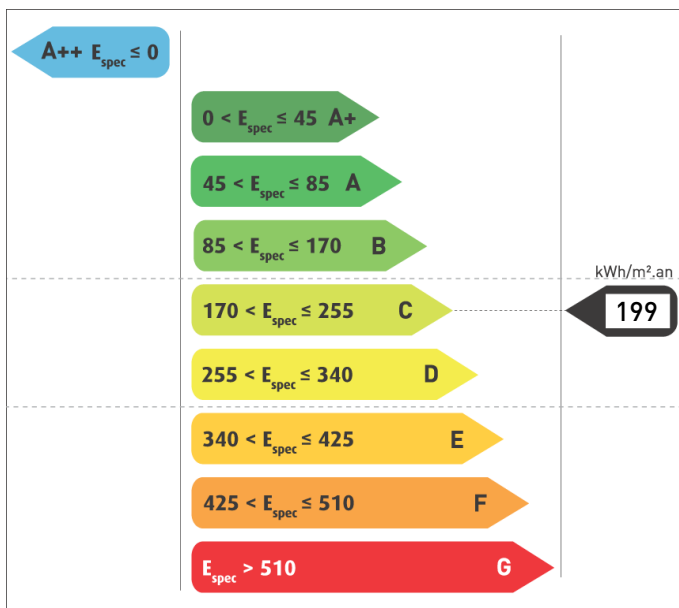 A++ Espec ≤ 0
0 < Espec ≤ 45 A+
45 < Espec ≤ 85 A
85 < Espec ≤ 170 B
kWh/m².an
170 < Espec ≤ 255 C
199
255 < Espec ≤ 340 D
340 < Espec ≤ 425 E
425 < Espec ≤ 510 F
Espec > 510 G